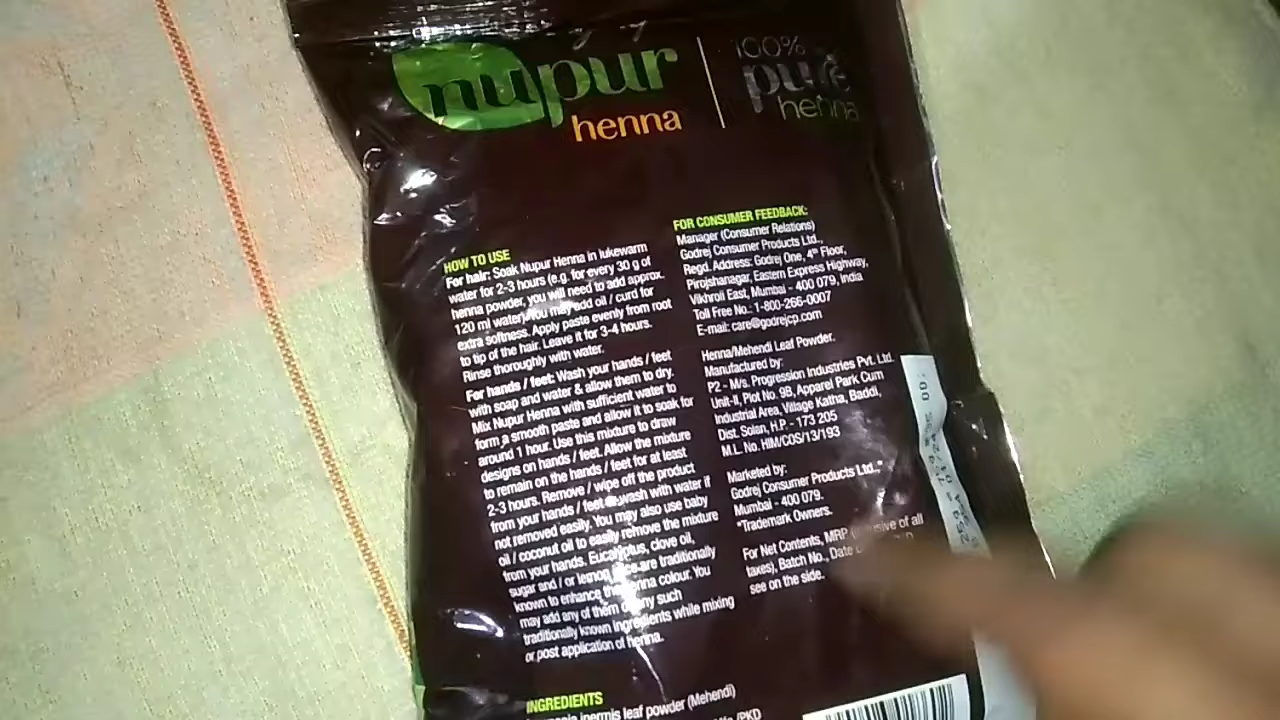 nupur
henna
100%
pure
henna
HOW TO USE
For hair: Soak Nupur Henna in lukewarm
water for 2-3 hours (e.g. for every 30 g of
henna powder, you will need to add approx.
120 ml water). You may add oil / curd for
extra softness. Apply paste evenly from root
to tip of the hair. Leave it for 3-4 hours.
Rinse thoroughly with water.
For hands / feet: Wash your hands / feet
with soap and water & allow them to dry.
Mix Nupur Henna with sufficient water to
form a smooth paste and allow it to soak for
around 1 hour. Use this mixture to draw
designs on hands / feet. Allow the mixture
to remain on the hands / feet for at least
2-3 hours. Remove / wipe off the product
from your hands / feet wash with water if
not removed easily. You may also use baby
oil / coconut oil to easily remove the mixture
from your hands. Eucalyptus, clove oil,
sugar and / or lemon are traditionally
known to enhance the henna colour. You
may add any of them or any such
traditionally known ingredients while mixing
or post application of henna.
INGREDIENTS
inermis leaf powder (Mehendi)
/PKD
FOR CONSUMER FEEDBACK:
Manager (Consumer Relations)
Godrej Consumer Products Ltd.,
Regd. Address: Godrej One, 4th Floor,
Pirojshanagar, Eastern Express Highway,
Vikhroli East, Mumbai - 400 079, India
Toll Free No.: 1-800-266-0007
E-mail: care@godrejcp.com
Henna/Mehendi Leaf Powder.
Manufactured by:
P2 - M/s. Progression Industries Pvt. Ltd.
Unit-II, Plot No. 9B, Apparel Park Cum
Industrial Area, Village Katha, Baddi,
Dist. Solan, H.P. - 173 205
M.L. No. HIM/COS/13/193
Marketed by:
Godrej Consumer Products Ltd.,*
Mumbai - 400 079.
*Trademark Owners.
For Net Contents, MRP of all
taxes), Batch No., Date
see on the side.